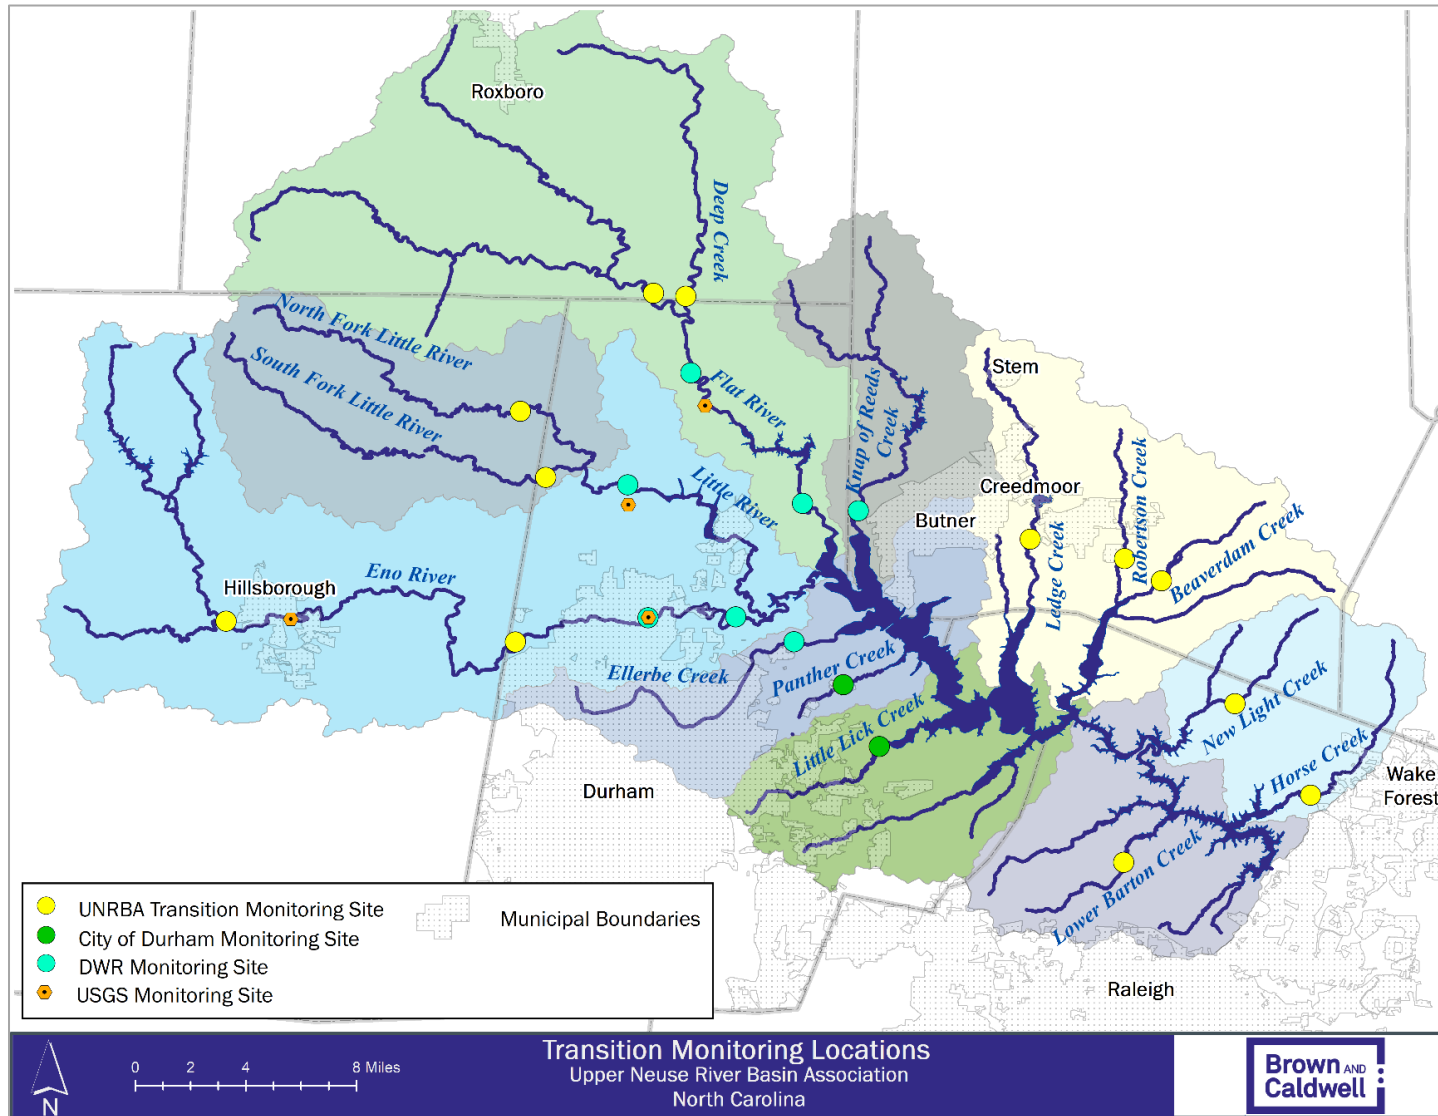 Roxboro
Deep Creek
North Fork Little River
South Fork Little River
Flat River
Knap of Reeds
Creek
Stem
Creedmoor
Butner
Ledge Creek
Robertson Creek
Beaverdam Creek
Little River
Hillsborough
Eno River
Ellerbe Creek
Panther Creek
Little Lick Creek
New Light Creek
Horse Creek
Wake
Forest
Durham
Lower Barton Creek
Raleigh
UNRBA Transition Monitoring Site
City of Durham Monitoring Site
DWR Monitoring Site
USGS Monitoring Site
Municipal Boundaries
N
0 2 4 8 Miles
Transition Monitoring Locations
Upper Neuse River Basin Association
North Carolina
Brown AND
Caldwell